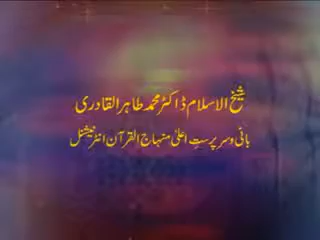 شیخ الاسلام ڈاکٹر محمد طاہر القادری
بانی و سرپرستِ اعلیٰ منہاج القرآن انٹرنیشنل